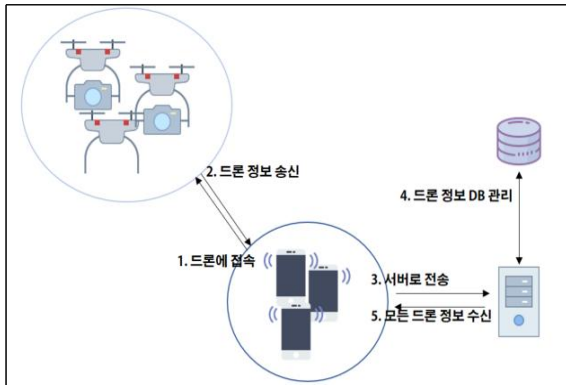 2. 드론 정보 송신
4. 드론 정보 DB 관리
1. 드론에 접속
3. 서버로 전송
5. 모든 드론 정보 수신